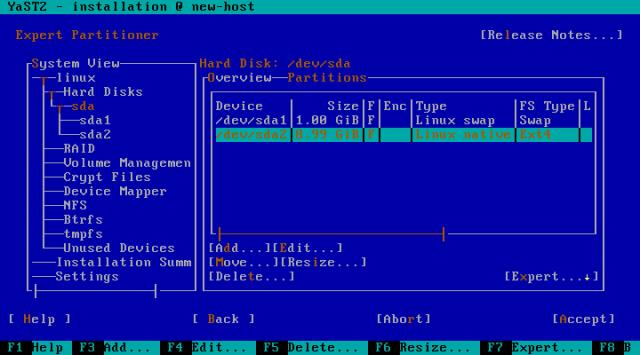 YaST2 - installation @ new-host
Expert Partitioner [Release Notes...]
System View Hard Disk: /dev/sda
linux Overview Partitions
Hard Disks
sda Device Size F Enc Type FS Type L
sda1 /dev/sda1 1.00 GiB F Linux swap Swap
sda2 /dev/sda2 8.99 GiB F Linux native Ext4
RAID
Volume Managemen
Crypt Files
Device Mapper
NFS
Btrfs
tmpfs [Add...][Edit...]
Unused Devices [Move...][Resize...]
Installation Summ [Delete...] [Expert...↓]
Settings
[ Help ] [ Back ] [Abort] [Accept]
F1 Help F3 Add... F4 Edit... F5 Delete... F6 Resize... F7 Expert... F8 B